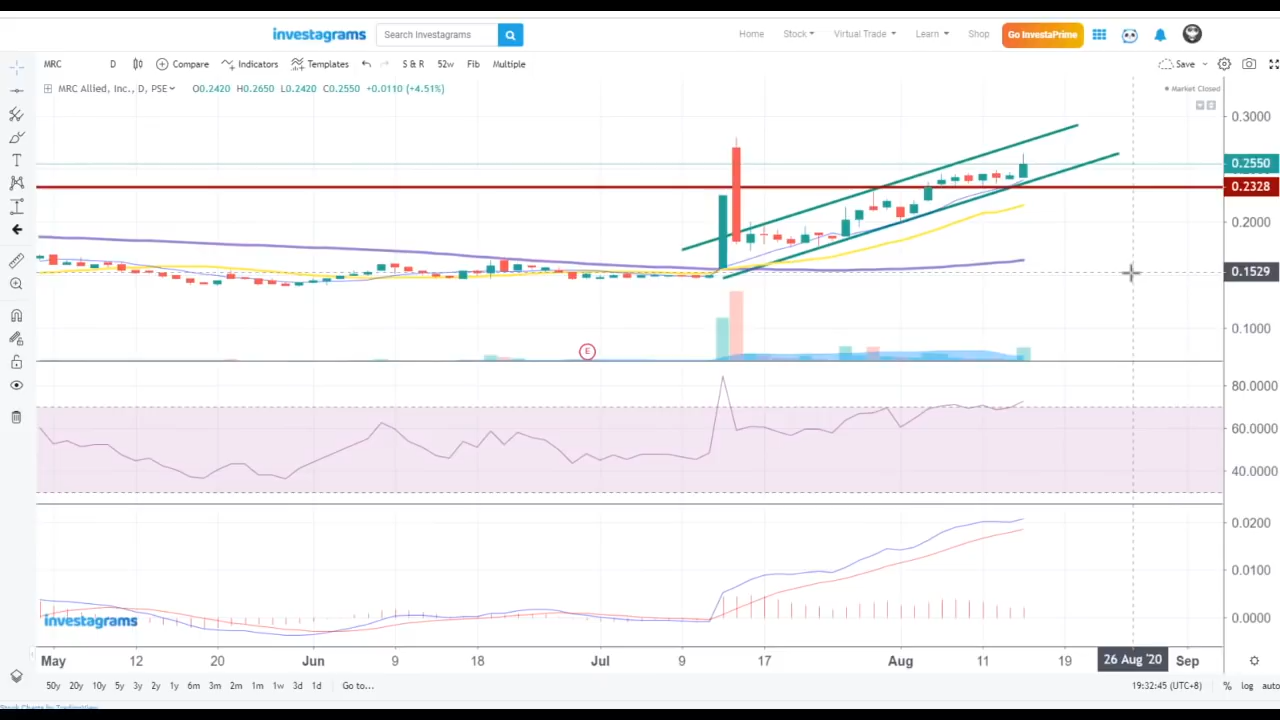 investagrams Search Investagrams Home Stock Virtual Trade Learn Shop Go InvestaPrime
MRC D Compare Indicators Templates S & R 52w Fib Multiple Save
MRC Allied, Inc., D, PSE O0.2420 H0.2650 L0.2420 C0.2550 +0.0110 (+4.51%) Market Closed
0.3000
0.2550
0.2328
0.2000
0.1529
0.1000
E
80.0000
60.0000
40.0000
0.0200
0.0100
0.0000
investagrams
May 12 20 Jun 9 18 Jul 9 17 Aug 11 19 26 Aug '20 Sep
50y 20y 10y 5y 3y 2y 1y 6m 3m 2m 1m 1w 3d 1d Go to... 19:32:45 (UTC+8) % log auto
Stock Charts by TradingView